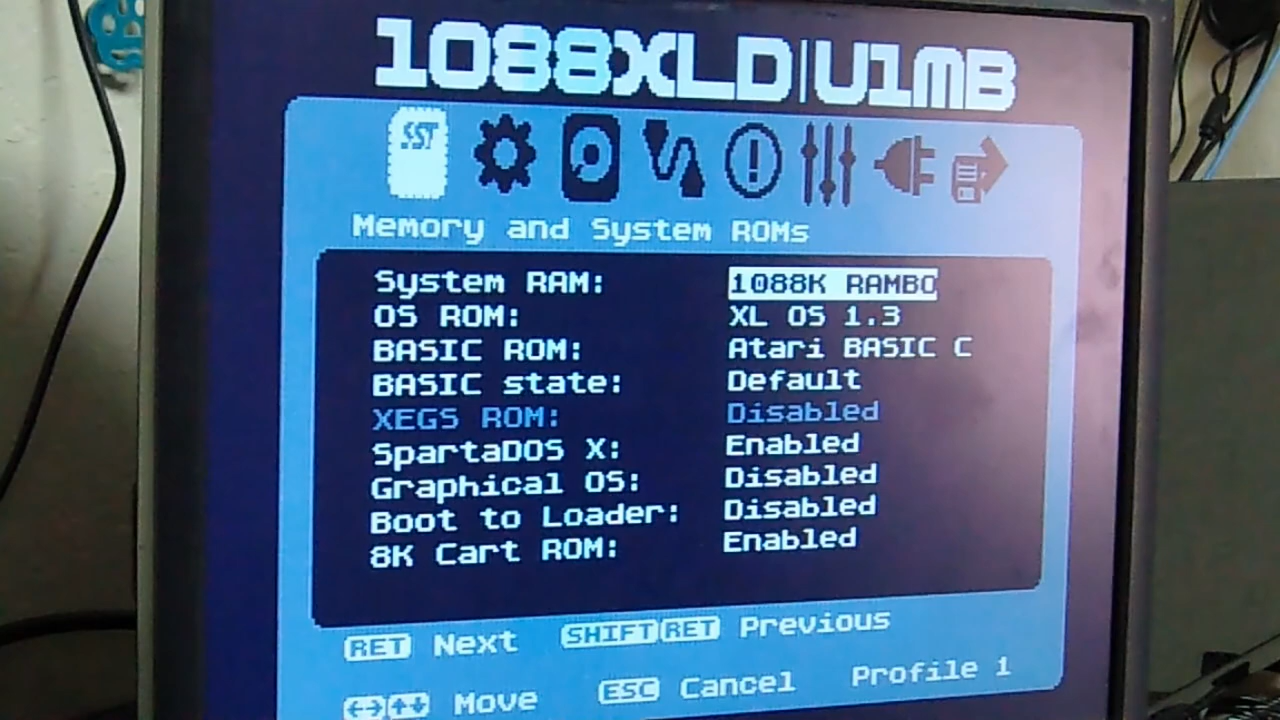 1088XLD|U1MB
SST
Memory and System ROMs
System RAM: 1088K RAMBO
OS ROM: XL OS 1.3
BASIC ROM: Atari BASIC C
BASIC state: Default
XEGS ROM: Disabled
SpartaDOS X: Enabled
Graphical OS: Disabled
Boot to Loader: Disabled
8K Cart ROM: Enabled
RET Next SHIFT RET Previous
←→↑↓ Move ESC Cancel Profile 1